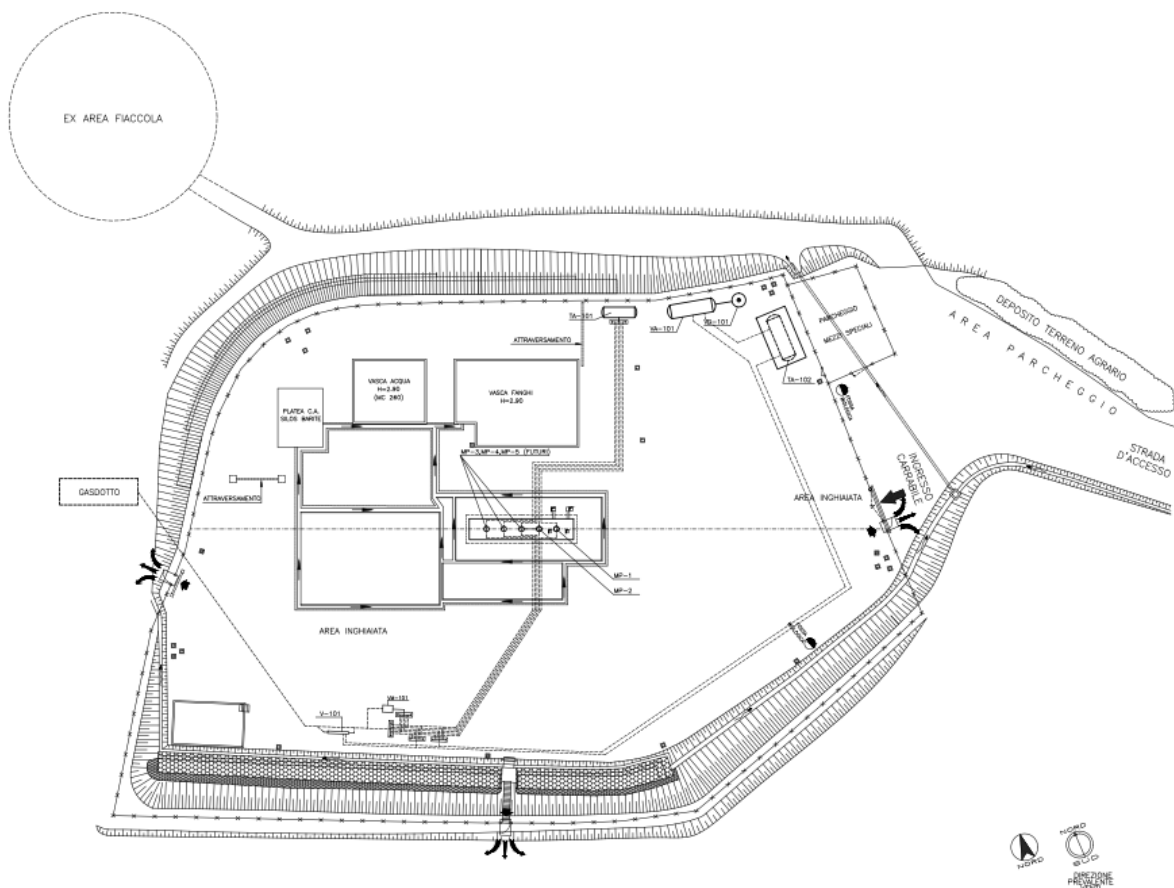 EX AREA FIACCOLA
DEPOSITO TERRENO AGRARIO
AREA PARCHEGGIO
PARCHEGGIO
MEZZI SPECIALI
TA-101
VA-101
TA-102
ATTRAVERSAMENTO
VASCA ACQUA
H=2.90
VASCA FANGHI
H=2.90
PLATEA C.A.
SILOS BARITE
MP-3,MP-4,MP-5 (FUTURI)
STRADA
D'ACCESSO
INGRESSO
CARRABILE
GASDOTTO
ATTRAVERSAMENTO
AREA INGHIAIATA
MP-1
MP-2
AREA INGHIAIATA
V-101
NORD
NORD
SUD
DIREZIONE
PREVALENTE